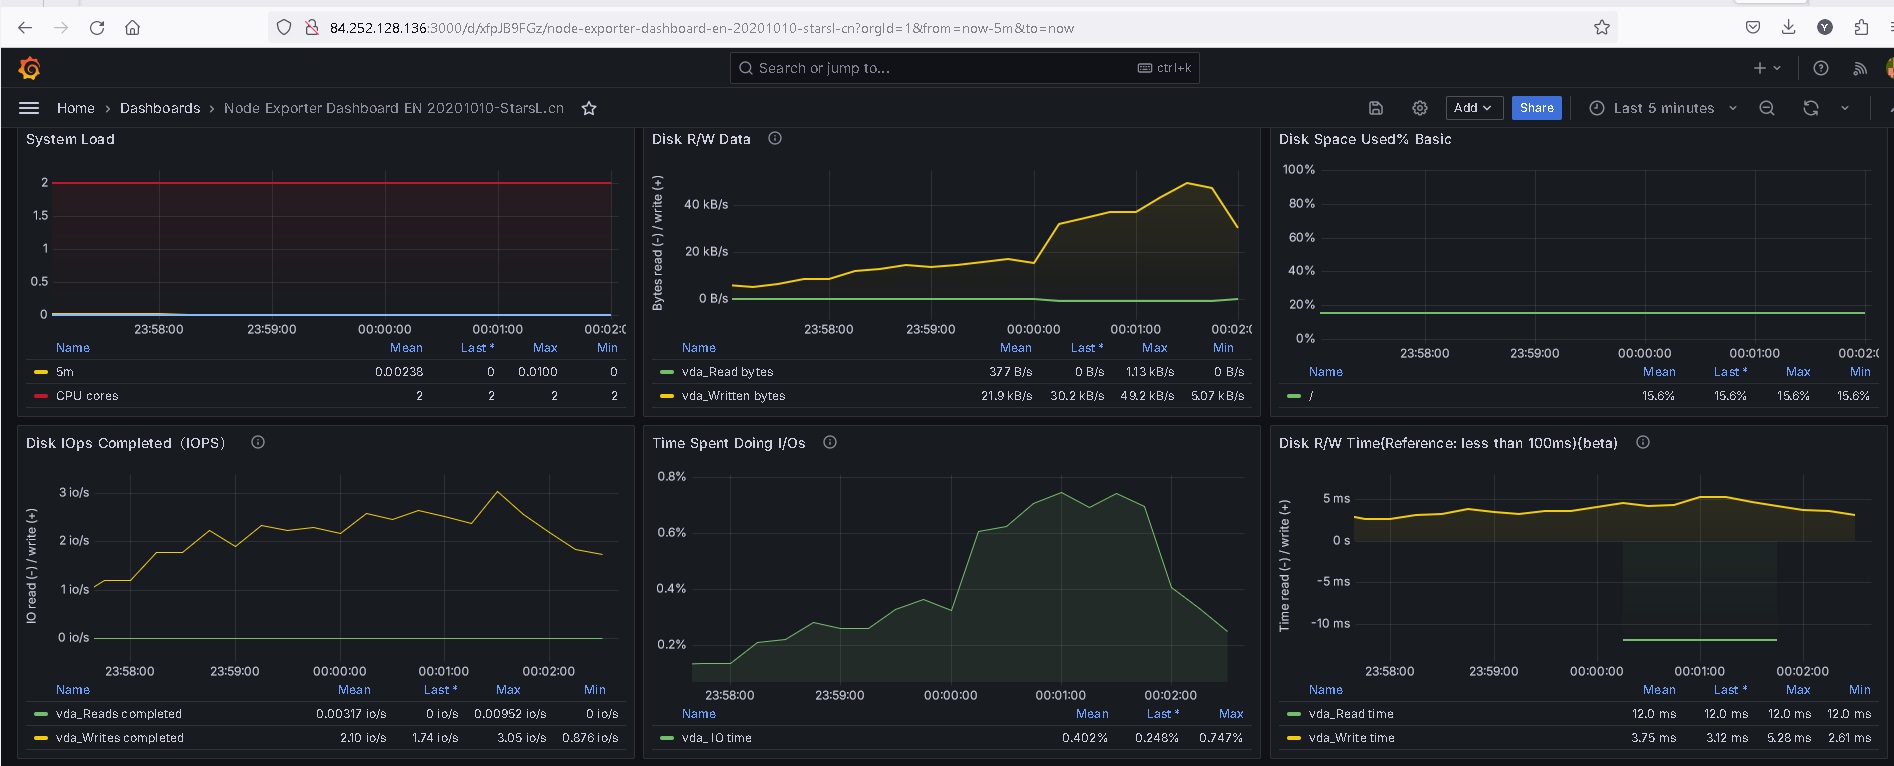 84.252.128.136:3000/d/xfpJB9FGz/node-exporter-dashboard-en-20201010-starsl-cn?orgId=1&from=now-5m&to=now
Search or jump to... ctrl+k
Home › Dashboards › Node Exporter Dashboard EN 20201010-StarsL.cn
Add Share Last 5 minutes
System Load
2
1.5
1
0.5
0
23:58:00 23:59:00 00:00:00 00:01:00 00:02:0
Name Mean Last * Max Min
5m 0.00238 0 0.0100 0
CPU cores 2 2 2 2
Disk R/W Data
Bytes read (-) / write (+)
40 kB/s
20 kB/s
0 B/s
23:58:00 23:59:00 00:00:00 00:01:00 00:02:0
Name Mean Last * Max Min
vda_Read bytes 377 B/s 0 B/s 1.13 kB/s 0 B/s
vda_Written bytes 21.9 kB/s 30.2 kB/s 49.2 kB/s 5.07 kB/s
Disk Space Used% Basic
100%
80%
60%
40%
20%
0%
23:58:00 23:59:00 00:00:00 00:01:00 00:02:
Name Mean Last * Max Min
/ 15.6% 15.6% 15.6% 15.6%
Disk IOps Completed（IOPS）
IO read (-) / write (+)
3 io/s
2 io/s
1 io/s
0 io/s
23:58:00 23:59:00 00:00:00 00:01:00 00:02:00
Name Mean Last * Max Min
vda_Reads completed 0.00317 io/s 0 io/s 0.00952 io/s 0 io/s
vda_Writes completed 2.10 io/s 1.74 io/s 3.05 io/s 0.876 io/s
Time Spent Doing I/Os
0.8%
0.6%
0.4%
0.2%
23:58:00 23:59:00 00:00:00 00:01:00 00:02:00
Name Mean Last * Max
vda_IO time 0.402% 0.248% 0.747%
Disk R/W Time(Reference: less than 100ms)(beta)
Time read (-) / write (+)
5 ms
0 s
-5 ms
-10 ms
23:58:00 23:59:00 00:00:00 00:01:00 00:02:00
Name Mean Last * Max Min
vda_Read time 12.0 ms 12.0 ms 12.0 ms 12.0 ms
vda_Write time 3.75 ms 3.12 ms 5.28 ms 2.61 ms